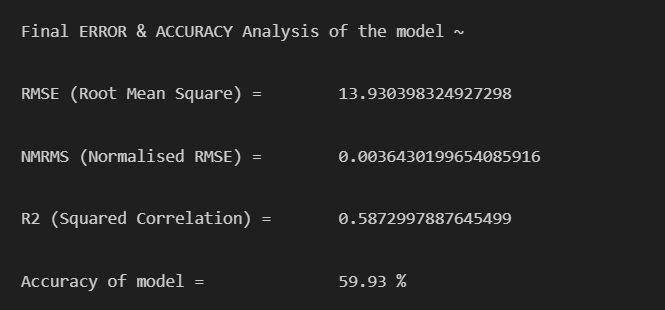 Final ERROR & ACCURACY Analysis of the model ~
RMSE (Root Mean Square) = 13.930398324927298
NMRMS (Normalised RMSE) = 0.0036430199654085916
R2 (Squared Correlation) = 0.5872997887645499
Accuracy of model = 59.93 %